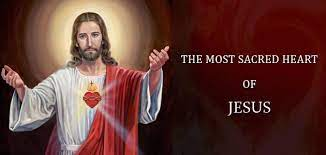 THE MOST SACRED HEART
OF
JESUS